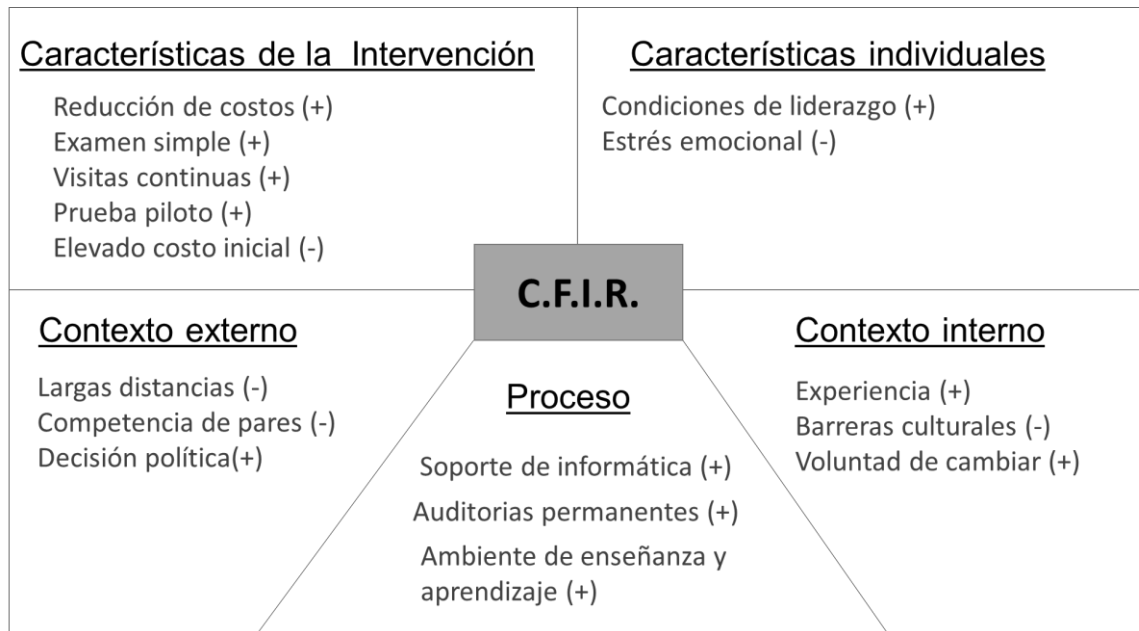 Características de la Intervención
Reducción de costos (+)
Examen simple (+)
Visitas continuas (+)
Prueba piloto (+)
Elevado costo inicial (-)
Características individuales
Condiciones de liderazgo (+)
Estrés emocional (-)
C.F.I.R.
Contexto externo
Largas distancias (-)
Competencia de pares (-)
Decisión política(+)
Proceso
Soporte de informática (+)
Auditorias permanentes (+)
Ambiente de enseñanza y
aprendizaje (+)
Contexto interno
Experiencia (+)
Barreras culturales (-)
Voluntad de cambiar (+)